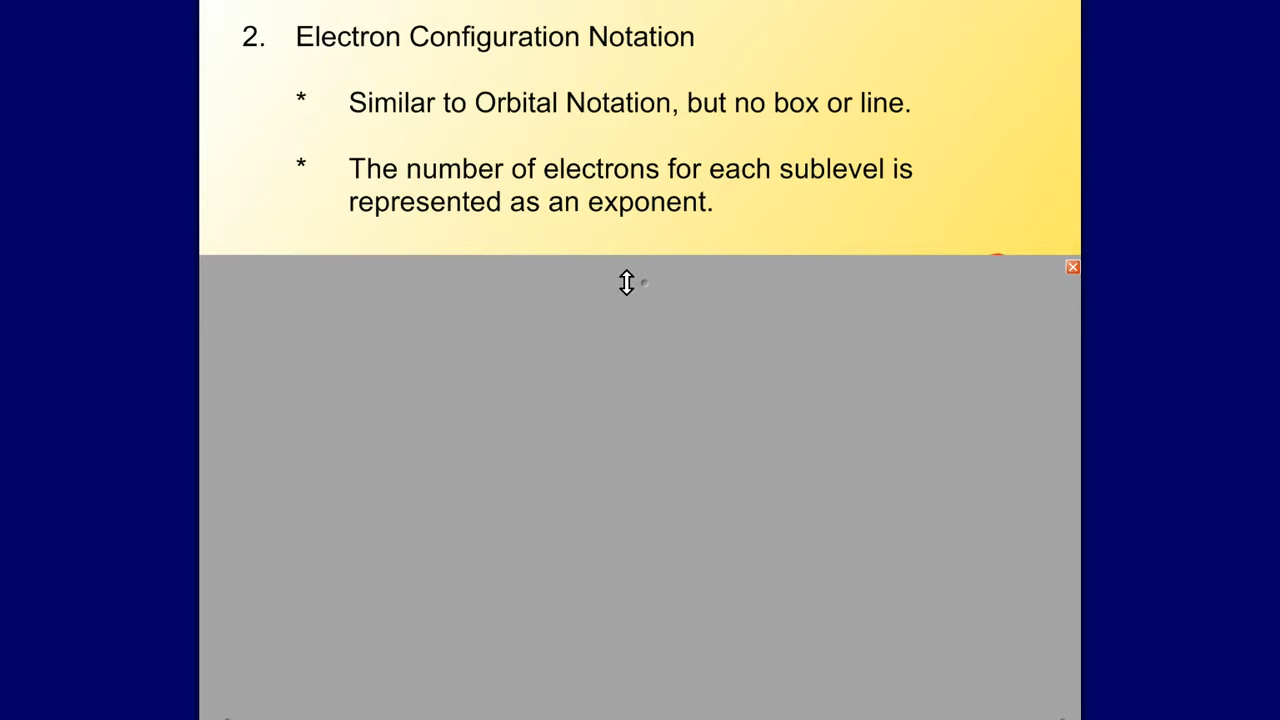 2. Electron Configuration Notation
* Similar to Orbital Notation, but no box or line.
* The number of electrons for each sublevel is
represented as an exponent.